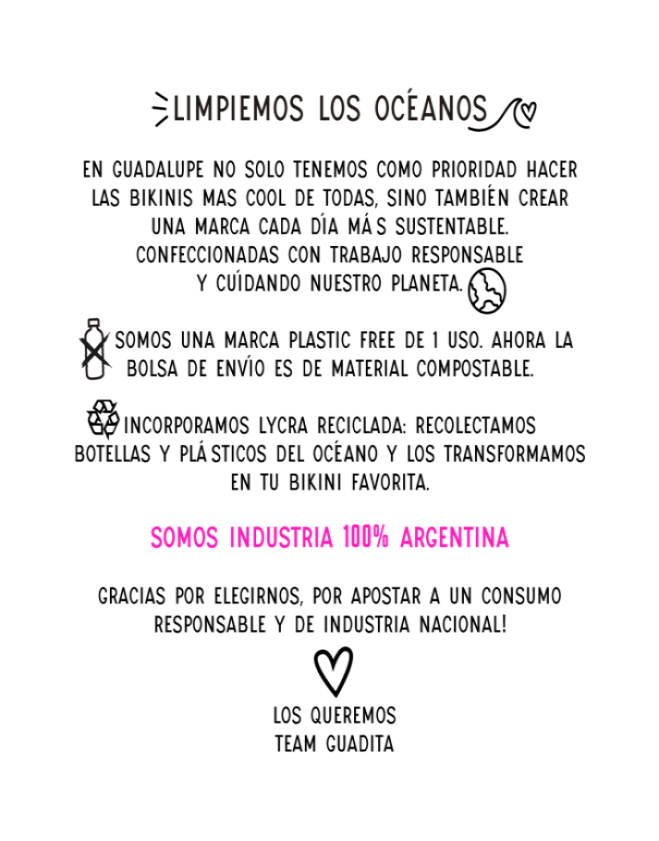 LIMPIEMOS LOS OCÉANOS
EN GUADALUPE NO SOLO TENEMOS COMO PRIORIDAD HACER
LAS BIKINIS MAS COOL DE TODAS, SINO TAMBIÉN CREAR
UNA MARCA CADA DÍA MÁS SUSTENTABLE.
CONFECCIONADAS CON TRABAJO RESPONSABLE
Y CUÍDANDO NUESTRO PLANETA.
SOMOS UNA MARCA PLASTIC FREE DE 1 USO. AHORA LA
BOLSA DE ENVÍO ES DE MATERIAL COMPOSTABLE.
INCORPORAMOS LYCRA RECICLADA: RECOLECTAMOS
BOTELLAS Y PLÁSTICOS DEL OCÉANO Y LOS TRANSFORMAMOS
EN TU BIKINI FAVORITA.
SOMOS INDUSTRIA 100% ARGENTINA
GRACIAS POR ELEGIRNOS, POR APOSTAR A UN CONSUMO
RESPONSABLE Y DE INDUSTRIA NACIONAL!
LOS QUEREMOS
TEAM GUADITA